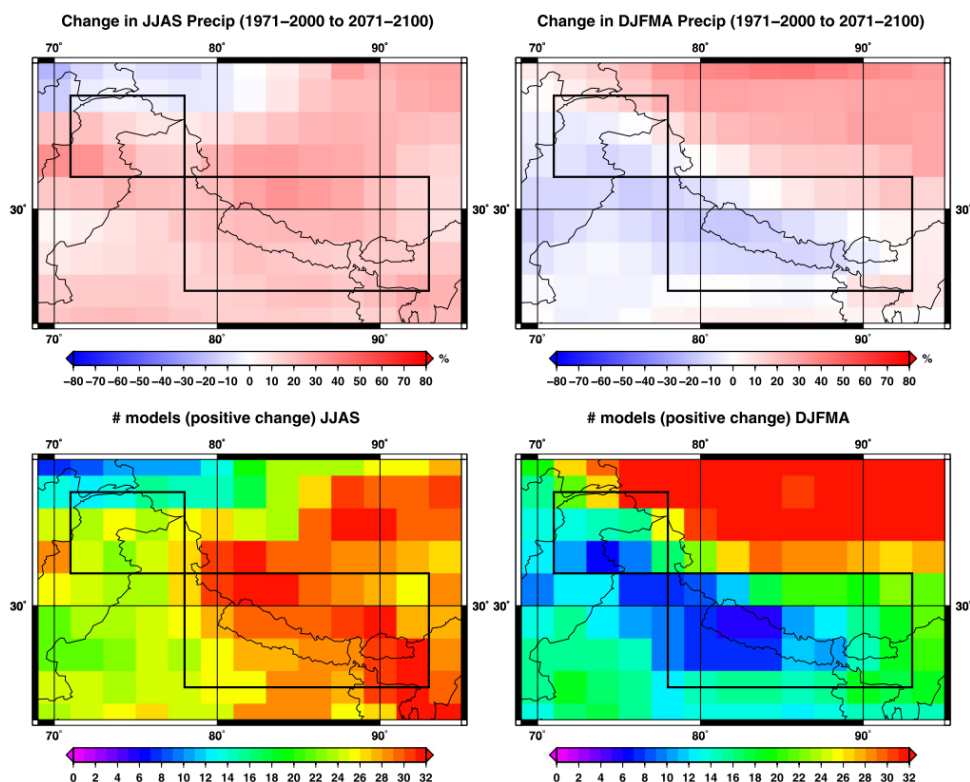 Change in JJAS Precip (1971−2000 to 2071−2100)
70° 80° 90°
30° 30°
70° 80° 90°
−80 −70 −60 −50 −40 −30 −20 −10 0 10 20 30 40 50 60 70 80 %
Change in DJFMA Precip (1971−2000 to 2071−2100)
70° 80° 90°
30°
70° 80° 90°
−80 −70 −60 −50 −40 −30 −20 −10 0 10 20 30 40 50 60 70 80 %
# models (positive change) JJAS
70° 80° 90°
30° 30°
70° 80° 90°
0 2 4 6 8 10 12 14 16 18 20 22 24 26 28 30 32
# models (positive change) DJFMA
70° 80° 90°
30°
70° 80° 90°
0 2 4 6 8 10 12 14 16 18 20 22 24 26 28 30 32